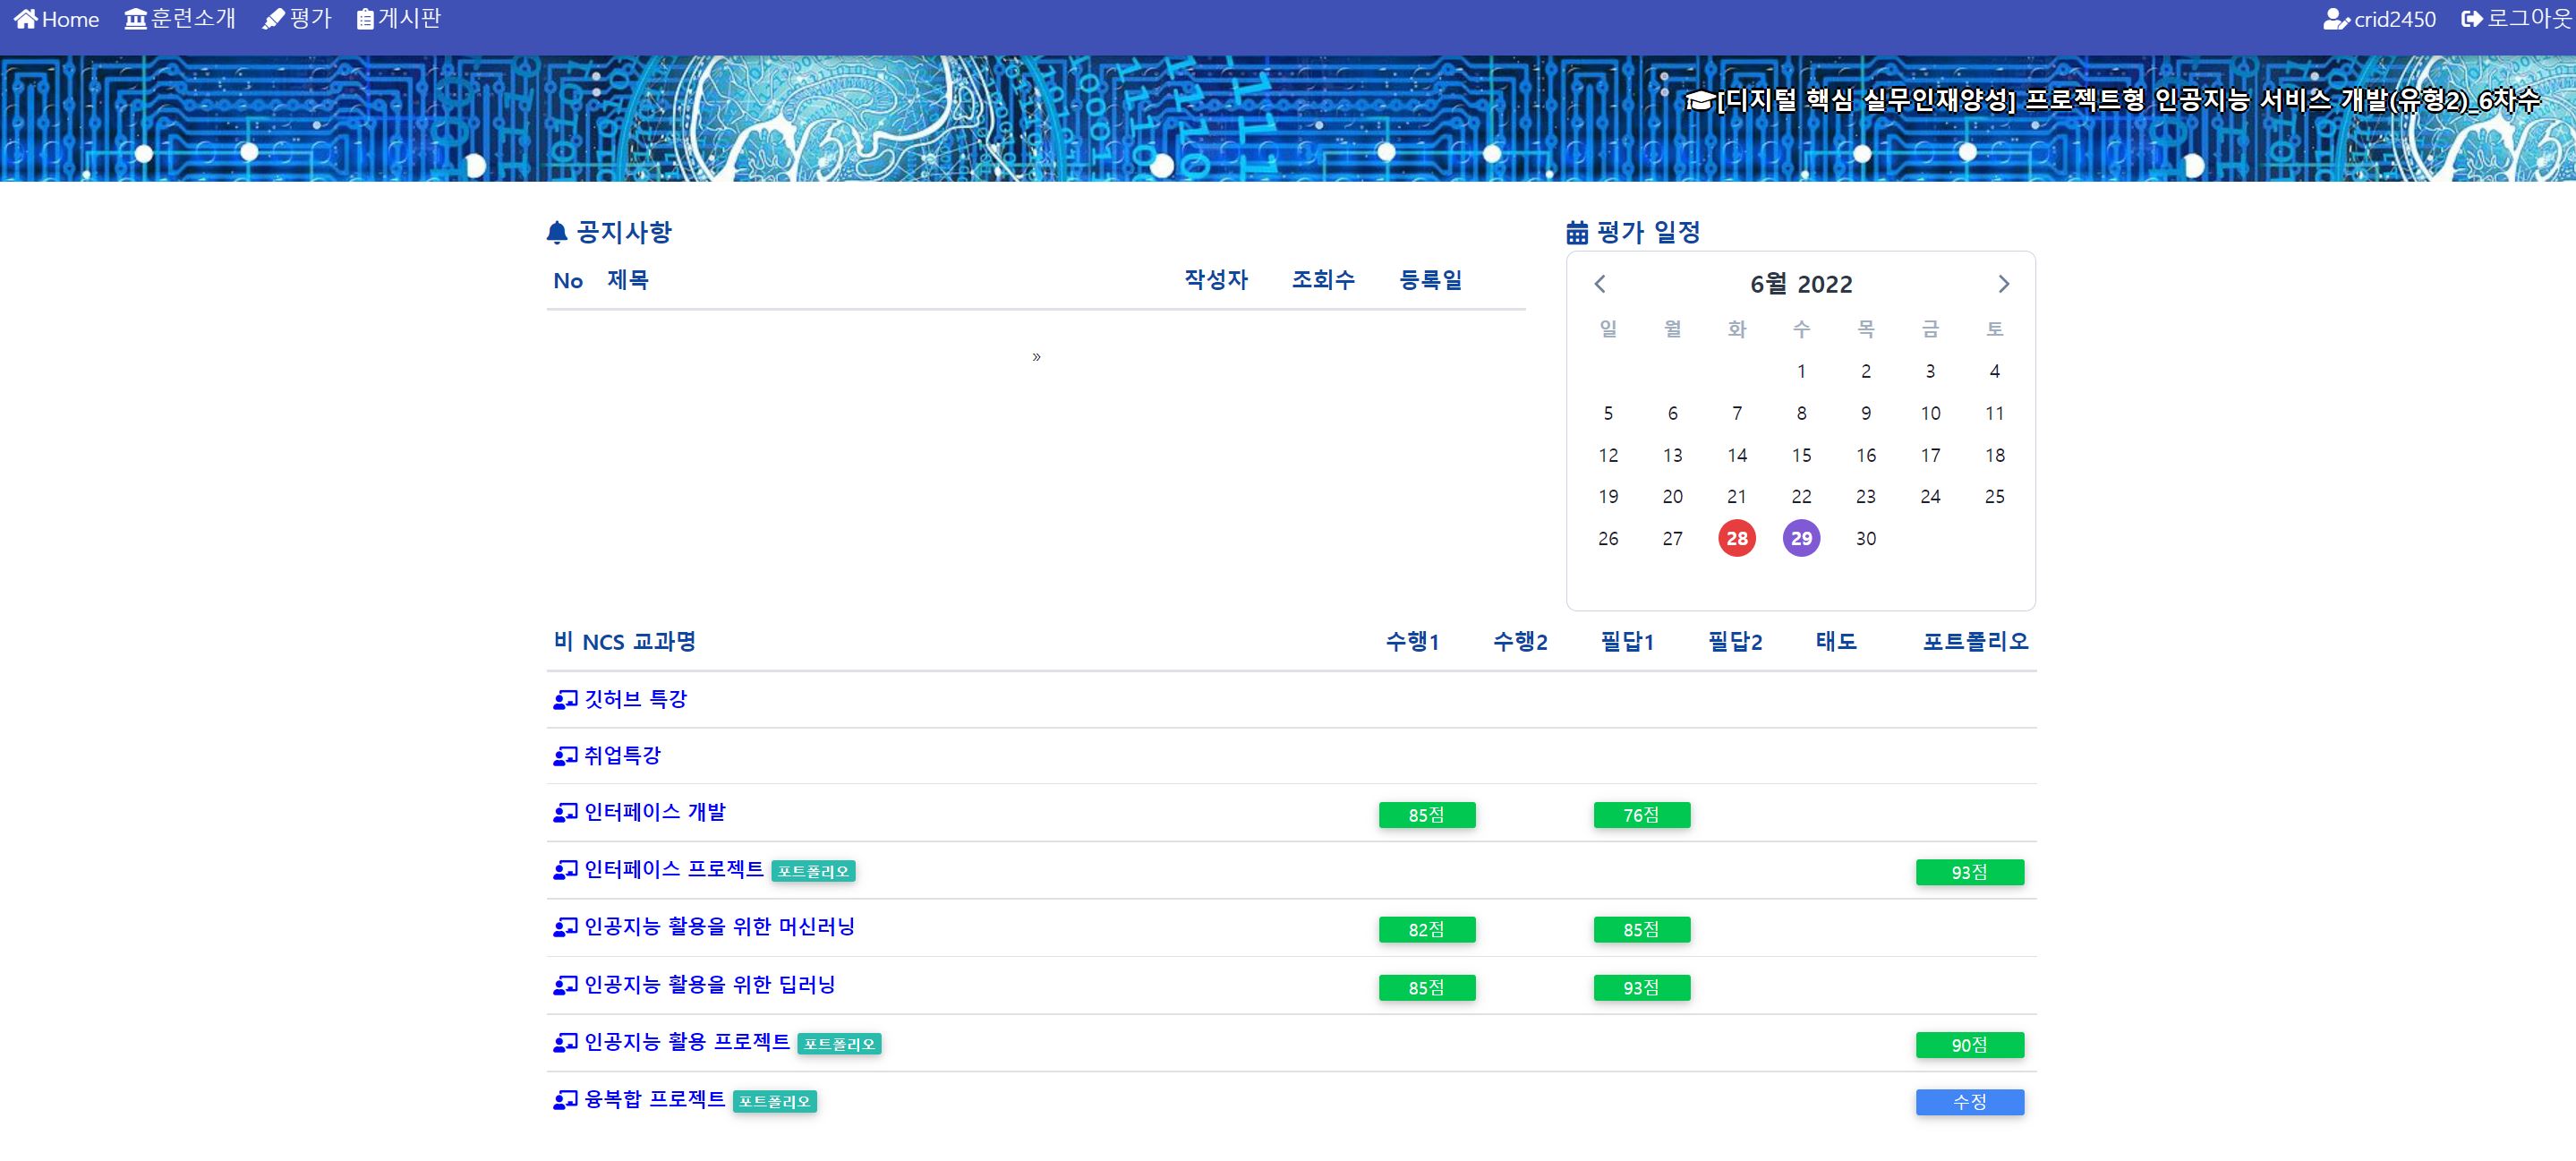 Home 훈련소개 평가 게시판 crid2450 로그아웃
[디지털 핵심 실무인재양성] 프로젝트형 인공지능 서비스 개발(유형2)_6차수
공지사항
No 제목 작성자 조회수 등록일
»
평가 일정
6월 2022
일 월 화 수 목 금 토
1 2 3 4
5 6 7 8 9 10 11
12 13 14 15 16 17 18
19 20 21 22 23 24 25
26 27 28 29 30
비 NCS 교과명 수행1 수행2 필답1 필답2 태도 포트폴리오
깃허브 특강
취업특강
인터페이스 개발 85점 76점
인터페이스 프로젝트 포트폴리오 93점
인공지능 활용을 위한 머신러닝 82점 85점
인공지능 활용을 위한 딥러닝 85점 93점
인공지능 활용 프로젝트 포트폴리오 90점
융복합 프로젝트 포트폴리오 수정